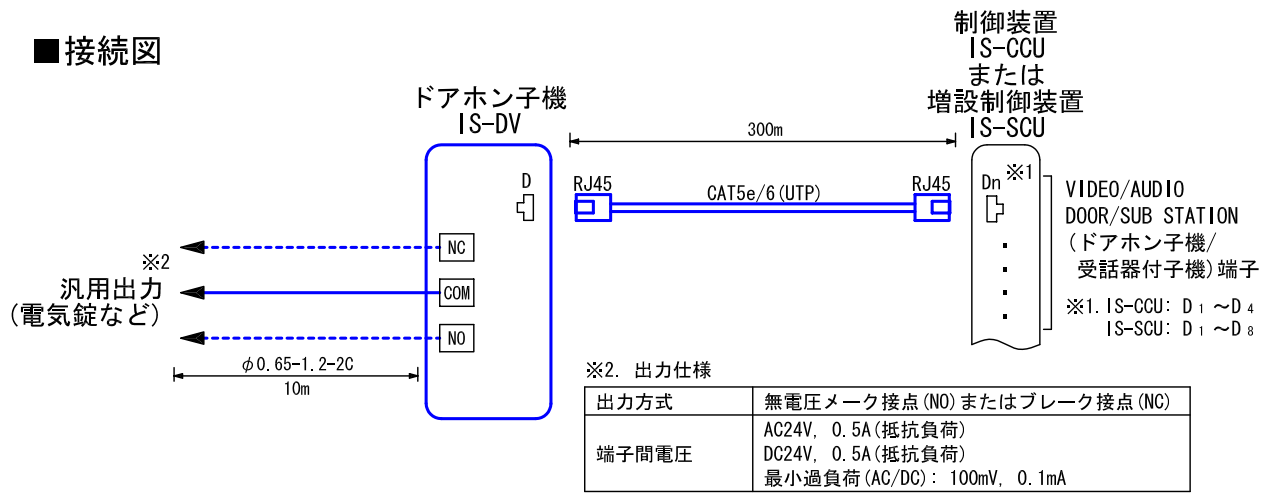 ■接続図
制御装置
IS-CCU
または
増設制御装置
IS-SCU
ドアホン子機
IS-DV
300m
D
RJ45
CAT5e/6(UTP)
RJ45
Dn ※1
VIDEO/AUDIO
DOOR/SUB STATION
(ドアホン子機/
受話器付子機)端子
※1. IS-CCU: D1 ～D4
IS-SCU: D1 ～D8
NC
COM
NO
※2
汎用出力
(電気錠など)
φ0.65-1.2-2C
10m
※2. 出力仕様
出力方式 無電圧メーク接点(NO)またはブレーク接点(NC)
端子間電圧
AC24V, 0.5A(抵抗負荷)
DC24V, 0.5A(抵抗負荷)
最小過負荷(AC/DC): 100mV, 0.1mA